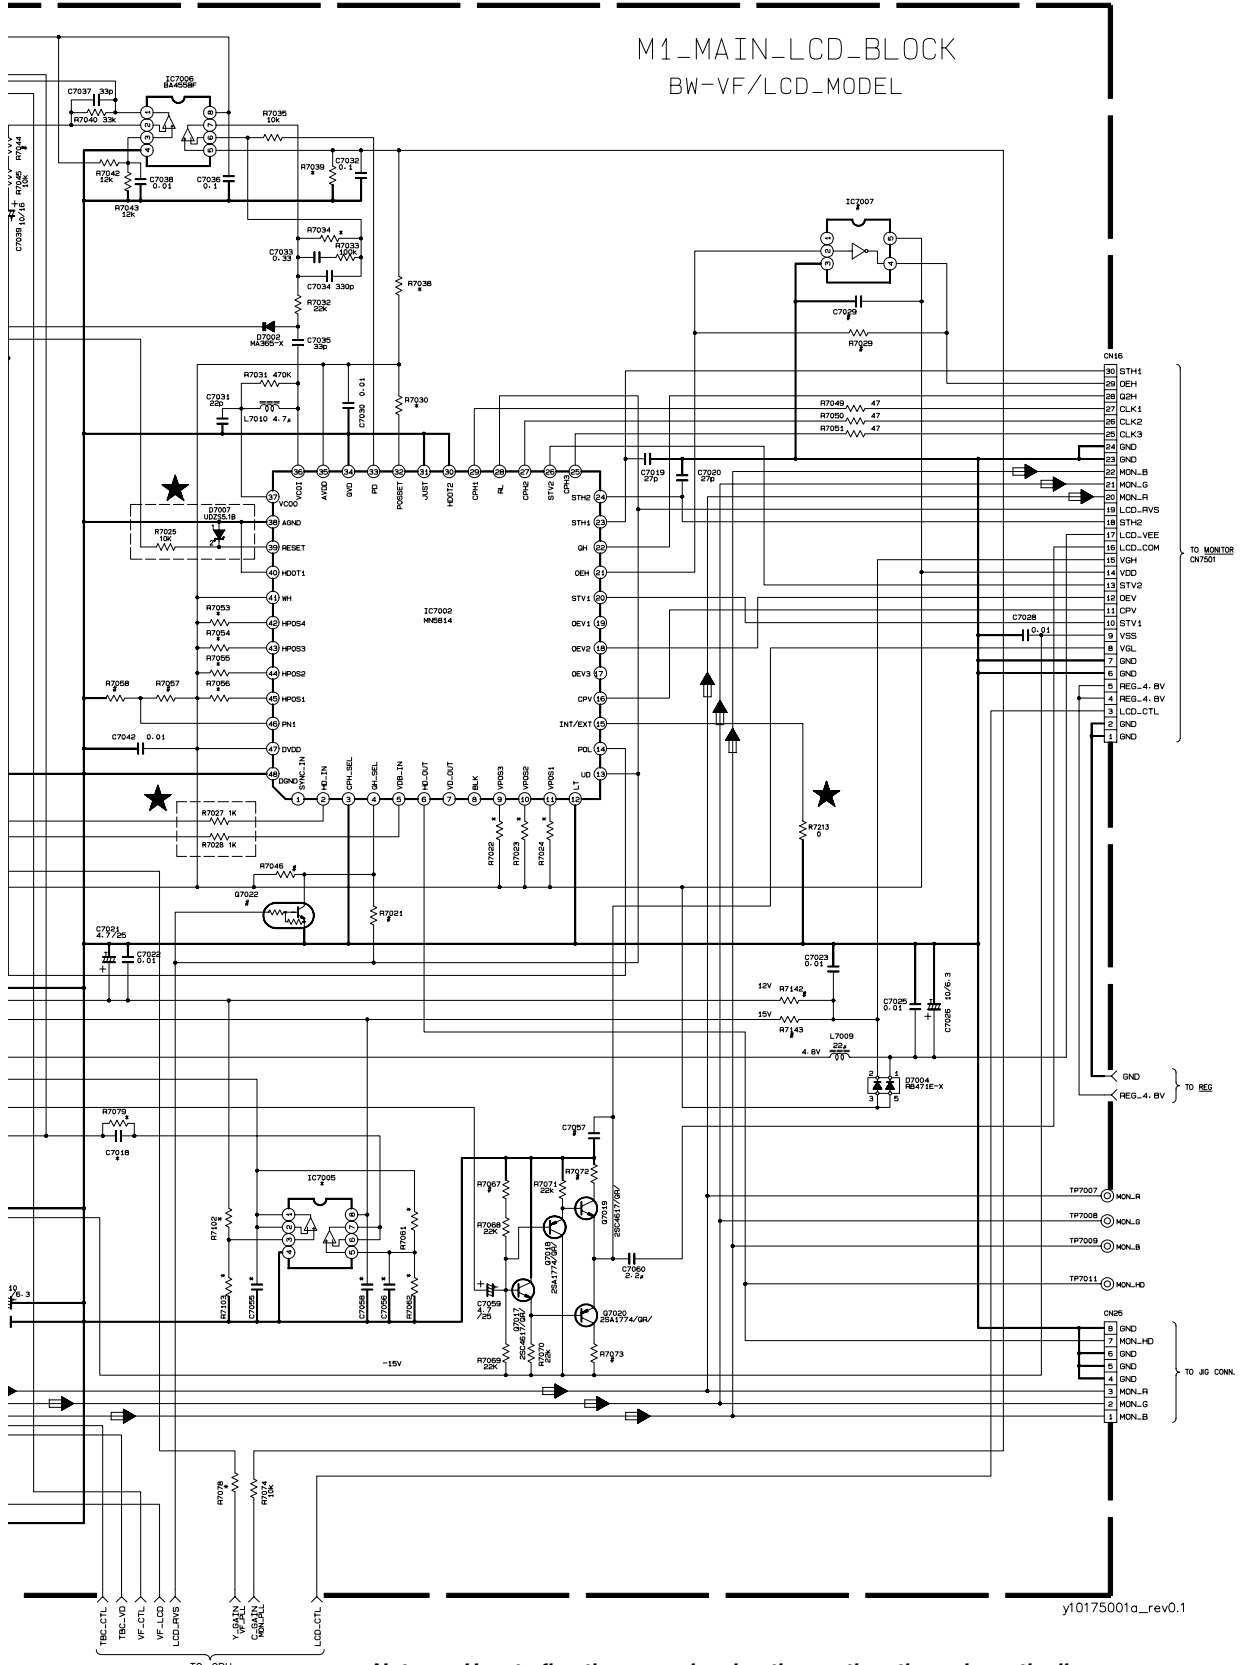 M1_MAIN_LCD_BLOCK
BW-VF/LCD_MODEL
IC7006
BA4558F
C7037 33p
R7040 33k
R7035
10k
R7044
#
R7045
10k
C7039 10/16
R7042
12k
R7043
12k
C7038
0.01
C7036
0.1
R7039
*
C7032
0.1
R7034 *
C7033
0.33
R7033
100k
C7034 330p
R7032
22k
R7038
*
D7002
MA365-X
C7035
33p
R7031 470K
C7031
22p
L7010 4.7μ
C7030 0.01
R7030
*
IC7007
#
C7029
#
R7029
#
R7049 47
R7050 47
R7051 47
C7019
27p
C7020
27p
36 35 34 33 32 31 30 29 28 27 26 25
VCOI
AVDD
GVD
PD
POSSET
JUST
HDOT2
CPH1
RL
CPH2
STV2
CPH3
37 VCOO
38 AGND
39 RESET
40 HDOT1
41 WH
42 HPOS4
43 HPOS3
44 HPOS2
45 HPOS1
46 PN1
47 DVDD
48 DGND
IC7002
MN5814
STH2 24
STH1 23
QH 22
OEH 21
STV1 20
OEV1 19
OEV2 18
OEV3 17
CPV 16
INT/EXT 15
POL 14
UD 13
SYNC_IN
HD_IN
CPH_SEL
QH_SEL
VDB-IN
HD_OUT
VD_OUT
BLK
VPOS3
VPOS2
VPOS1
LT
1 2 3 4 5 6 7 8 9 10 11 12
D7007
UDZS5.1B
R7025
10K
R7053
*
R7054
*
R7055
*
R7056
*
R7058
#
R7057
#
C7042 0.01
R7027 1K
R7028 1K
R7022
*
R7023
*
R7024
*
R7213
0
R7046
#
Q7022
#
R7021
#
C7021
4.7/25
C7022
0.01
C7023
0.01
12V R7142
#
15V R7143
#
C7025
0.01
C7026 10/6.3
4.8V
L7009
22μ
D7004
RB471E-X
C7028
0.01
CN16
30 STH1
29 OEH
28 Q2H
27 CLK1
26 CLK2
25 CLK3
24 GND
23 GND
22 MON_B
21 MON_G
20 MON_R
19 LCD_RVS
18 STH2
17 LCD_VEE
16 LCD_COM
15 VGH
14 VDD
13 STV2
12 OEV
11 CPV
10 STV1
9 VSS
8 VGL
7 GND
6 GND
5 REG_4.8V
4 REG_4.8V
3 LCD_CTL
2 GND
1 GND
TO MONITOR
CN7501
GND
REG_4.8V
TO REG
R7079
*
C7018
*
IC7005
*
R7102 *
R7103 *
C7055 *
C7058 *
C7056 *
R7061 *
R7062 *
C7057
#
R7067
#
R7068
22K
R7069
22K
R7071
22k
R7072
#
R7070
22k
R7073
#
C7059
4.7
/25
Q7017
2SC4617/QR/
Q7018
2SA1774/QR/
Q7019
2SC4617/QR/
Q7020
2SA1774/QR/
C7060
2.2μ
-15V
TP7007 MON_R
TP7008 MON_G
TP7009 MON_B
TP7011 MON_HD
CN25
8 GND
7 MON_HD
6 GND
5 GND
4 GND
3 MON_R
2 MON_G
1 MON_B
TO JIG CONN.
R7078
*
R7074
10k
TBC_CTL
TBC_VD
VF_CTL
VF_LCD
LCD_RVS
Y_GAIN
VF_PLL
C_GAIN
MON_PLL
LCD_CTL
y10175001a_rev0.1